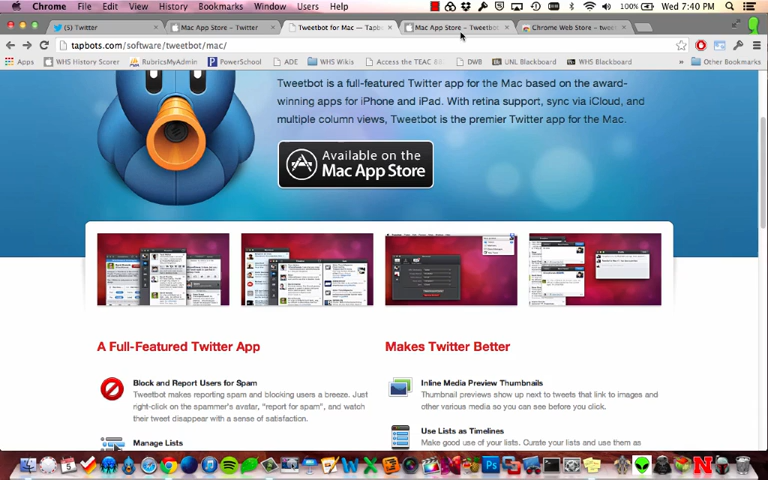 Chrome File Edit View History Bookmarks Window Users Help
100%
Wed 7:40 PM
(5) Twitter
Mac App Store – Twitter
Tweetbot for Mac — Tapb
Mac App Store – Tweetbot
Chrome Web Store – twee
tapbots.com/software/tweetbot/mac/
Apps
WHS History Scorer
RubricsMyAdmin
PowerSchool
ADE
WHS Wikis
Access the TEAC 88
DWB
UNL Blackboard
WHS Blackboard
»
Other Bookmarks
Tweetbot is a full-featured Twitter app for the Mac based on the award-
winning apps for iPhone and iPad. With retina support, sync via iCloud, and
multiple column views, Tweetbot is the premier Twitter app for the Mac.
Available on the
Mac App Store
A Full-Featured Twitter App
Makes Twitter Better
Block and Report Users for Spam
Tweetbot makes reporting spam and blocking users a breeze. Just
right-click on the spammer's avatar, "report for spam", and watch
their tweet disappear with a sense of satisfaction.
Manage Lists
Inline Media Preview Thumbnails
Thumbnail previews show up next to tweets that link to images and
other various media so you can see before you click.
Use Lists as Timelines
Make good use of your lists. Curate your lists and use them as